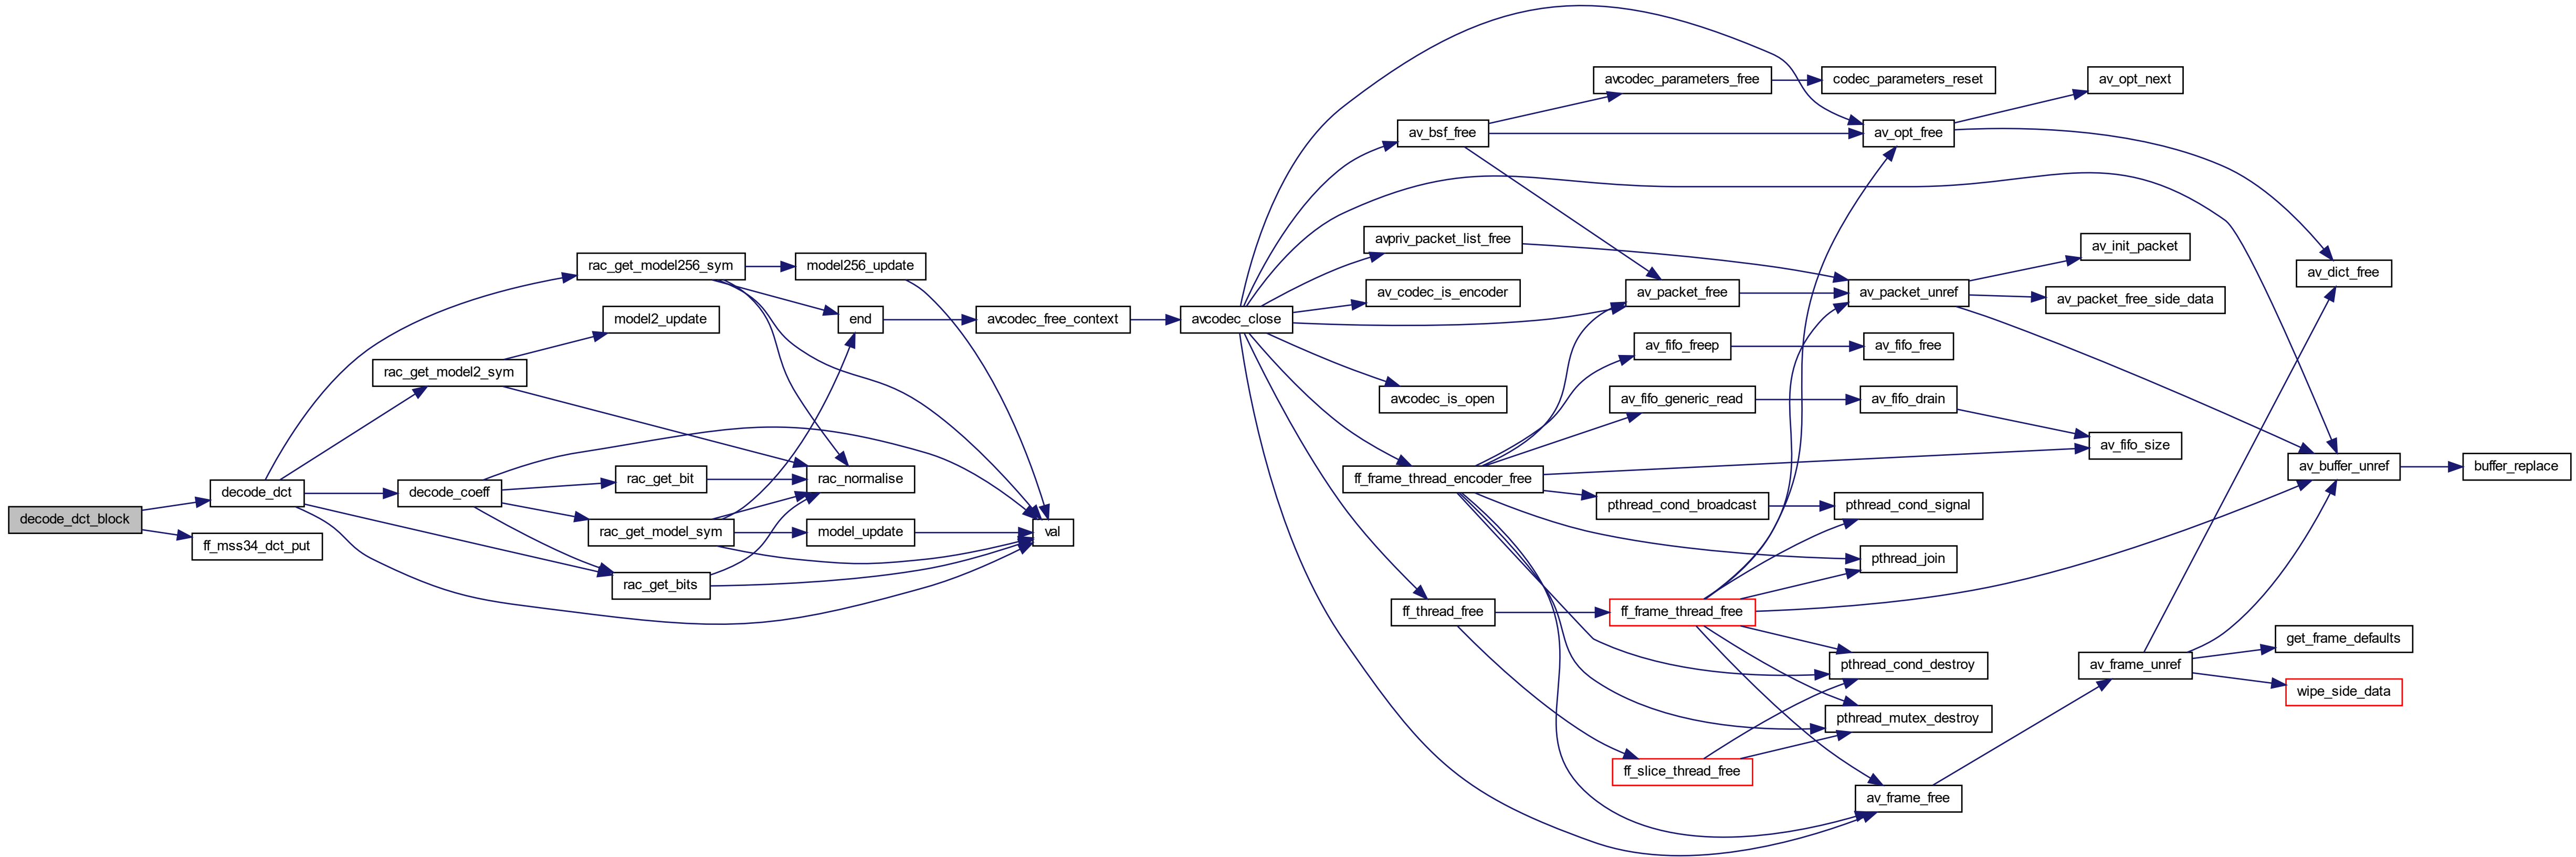 decode_dct_block
decode_dct
ff_mss34_dct_put
rac_get_model256_sym
rac_get_model2_sym
decode_coeff
model2_update
rac_get_bit
rac_get_model_sym
rac_get_bits
model256_update
end
rac_normalise
model_update
val
avcodec_free_context
avcodec_close
av_bsf_free
avpriv_packet_list_free
av_codec_is_encoder
avcodec_is_open
ff_frame_thread_encoder_free
ff_thread_free
avcodec_parameters_free
av_packet_free
av_fifo_freep
av_fifo_generic_read
pthread_cond_broadcast
ff_frame_thread_free
ff_slice_thread_free
codec_parameters_reset
av_opt_free
av_packet_unref
av_fifo_free
av_fifo_drain
pthread_cond_signal
pthread_join
pthread_cond_destroy
pthread_mutex_destroy
av_frame_free
av_opt_next
av_init_packet
av_packet_free_side_data
av_fifo_size
av_frame_unref
av_dict_free
av_buffer_unref
get_frame_defaults
wipe_side_data
buffer_replace